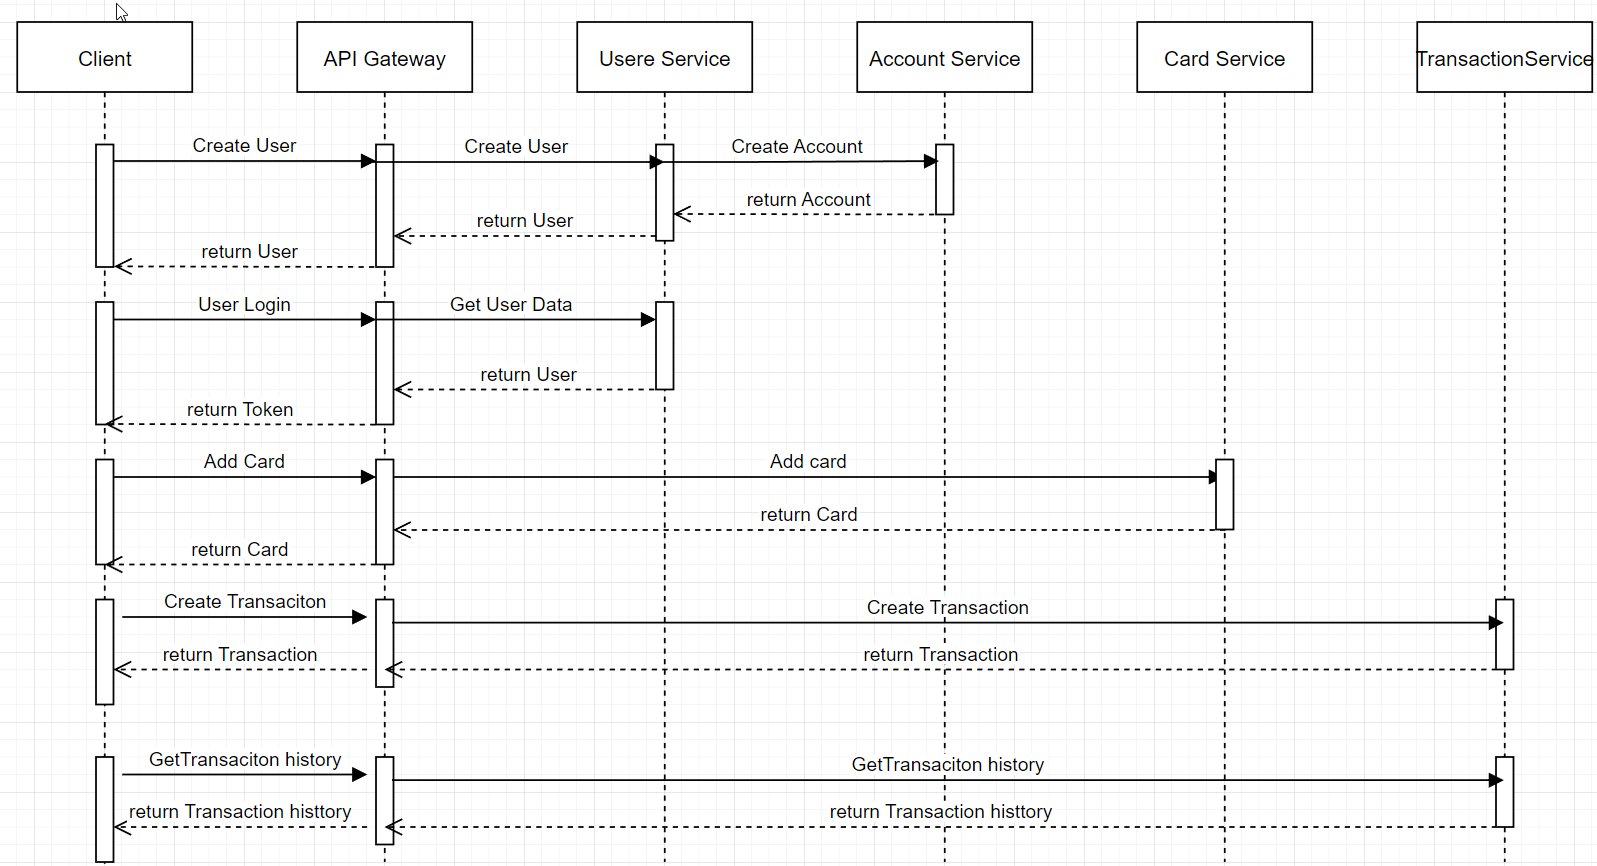 Client
API Gateway
Usere Service
Account Service
Card Service
TransactionService
Create User
Create User
Create Account
return Account
return User
return User
User Login
Get User Data
return User
return Token
Add Card
Add card
return Card
return Card
Create Transaciton
Create Transaction
return Transaction
return Transaction
GetTransaciton history
GetTransaciton history
return Transaction histtory
return Transaction histtory